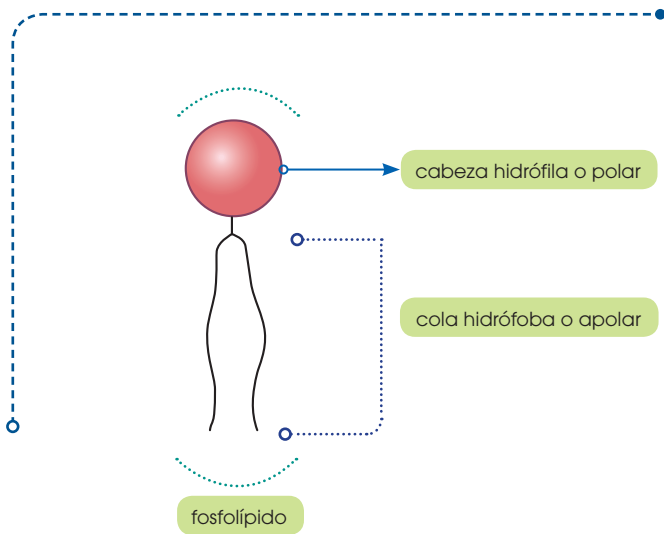 cabeza hidrófila o polar
cola hidrófoba o apolar
fosfolípido